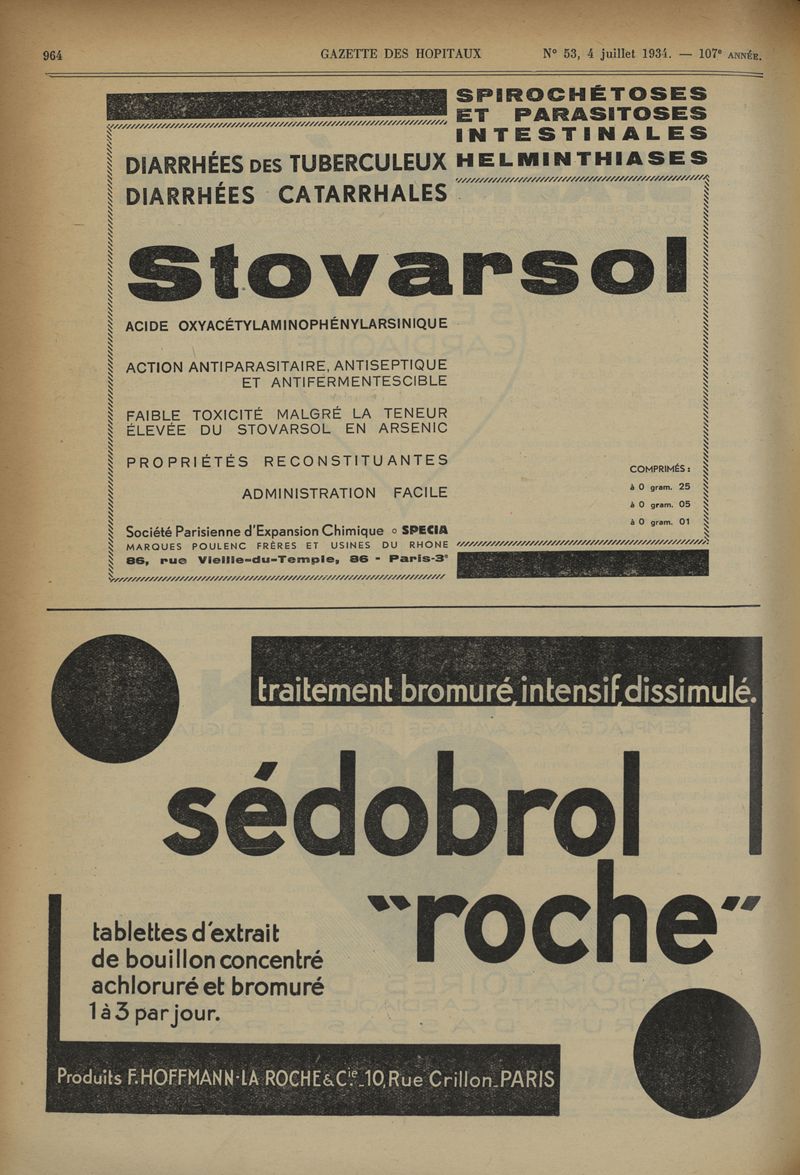 964
GAZETTE DES HOPITAUX
N° 53, 4 juillet 1934. — 107e ANNÉE.
SPIROCHÉTOSES
ET PARASITOSES
INTESTINALES
HELMINTHIASES
DIARRHÉES DES TUBERCULEUX
DIARRHÉES CATARRHALES
Stovarsol
ACIDE OXYACÉTYLAMINOPHÉNYLARSINIQUE
ACTION ANTIPARASITAIRE, ANTISEPTIQUE
ET ANTIFERMENTESCIBLE
FAIBLE TOXICITÉ MALGRÉ LA TENEUR
ÉLEVÉE DU STOVARSOL EN ARSENIC
PROPRIÉTÉS RECONSTITUANTES
ADMINISTRATION FACILE
COMPRIMÉS :
à 0 gram. 25
à 0 gram. 05
à 0 gram. 01
Société Parisienne d'Expansion Chimique o SPECIA
MARQUES POULENC FRÈRES ET USINES DU RHONE
86, rue Vieille-du-Temple, 86 - Paris-3e
traitement bromuré, intensif, dissimulé.
sédobrol
"roche"
tablettes d'extrait
de bouillon concentré
achloruré et bromuré
1 à 3 par jour.
Produits F. HOFFMANN-LA ROCHE & Cie. 10, Rue Crillon_PARIS